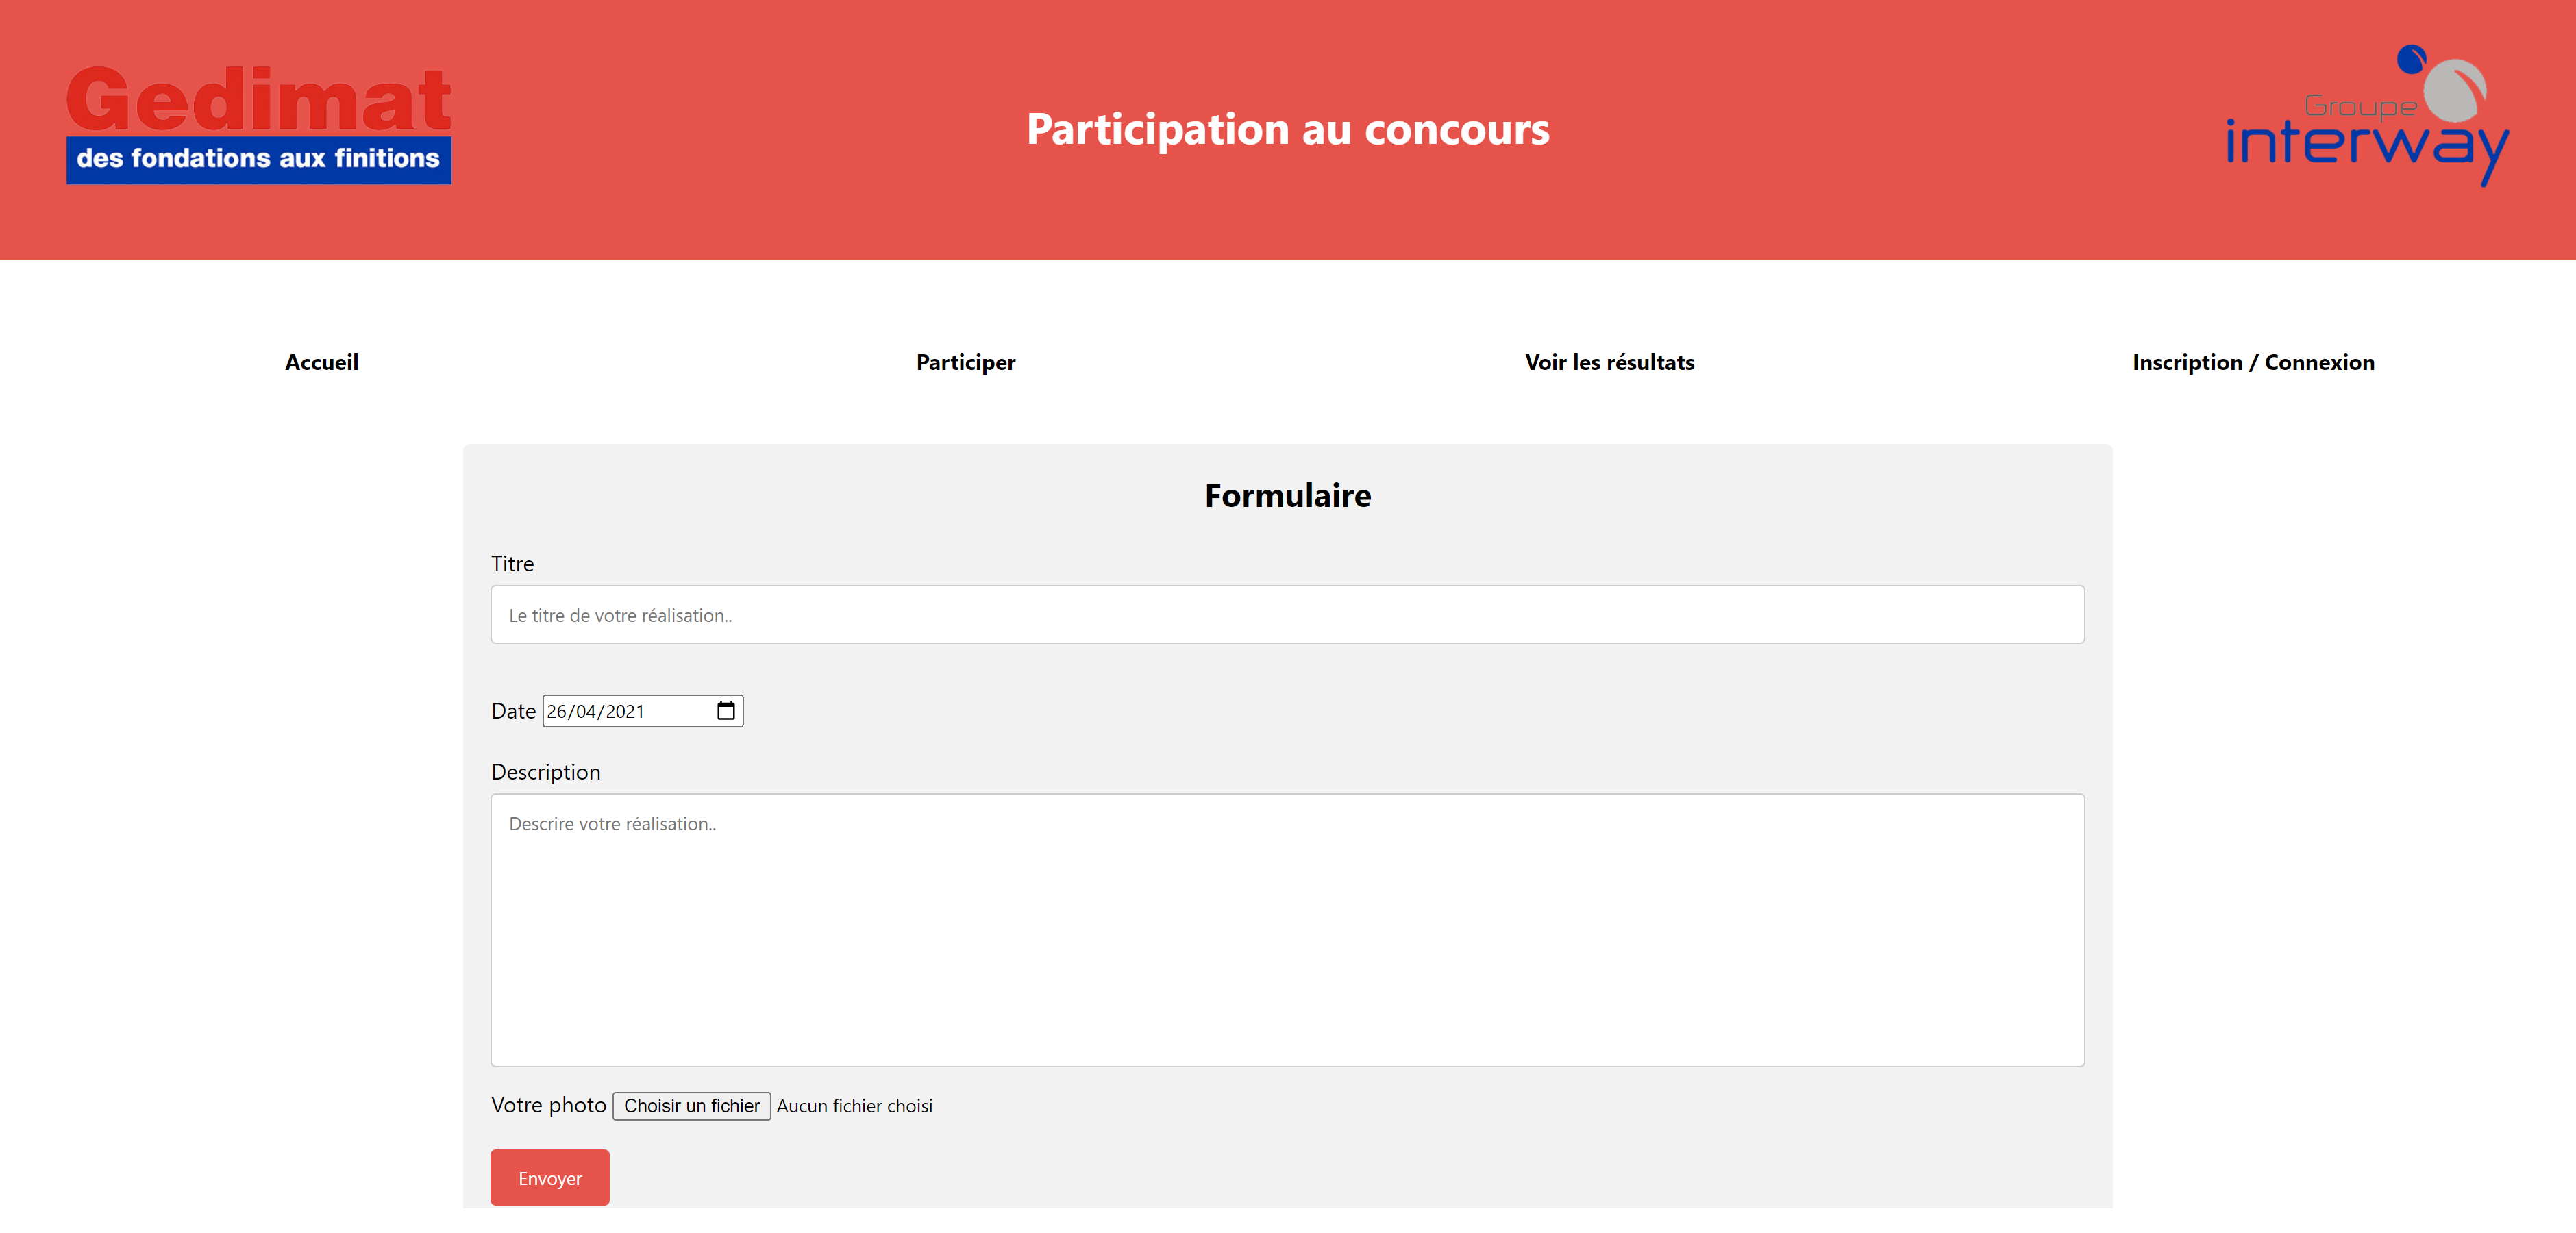 Gedimat
des fondations aux finitions
Participation au concours
Groupe
interway
Accueil
Participer
Voir les résultats
Inscription / Connexion
Formulaire
Titre
Le titre de votre réalisation..
Date 26/04/2021
Description
Descrire votre réalisation..
Votre photo Choisir un fichier Aucun fichier choisi
Envoyer